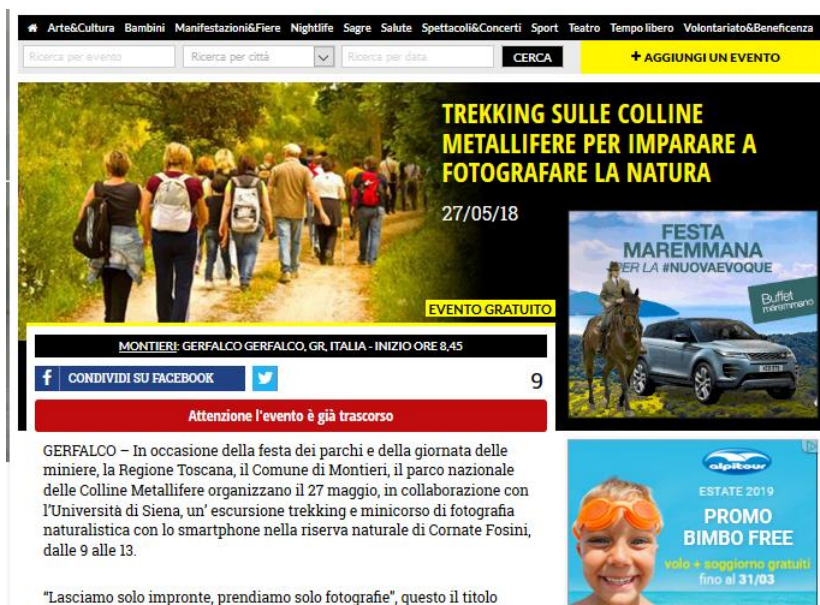 Arte&Cultura Bambini Manifestazioni&Fiere Nightlife Sagre Salute Spettacoli&Concerti Sport Teatro Tempo libero Volontariato&Beneficenza
Ricerca per evento Ricerca per città Ricerca per data CERCA + AGGIUNGI UN EVENTO
TREKKING SULLE COLLINE
METALLIFERE PER IMPARARE A
FOTOGRAFARE LA NATURA
27/05/18
FESTA
MAREMMANA
PER LA #NUOVAEVOQUE
Buffet
maremmano
EVENTO GRATUITO
MONTIERI: GERFALCO GERFALCO, GR, ITALIA - INIZIO ORE 8,45
f CONDIVIDI SU FACEBOOK 9
Attenzione l'evento è già trascorso
GERFALCO – In occasione della festa dei parchi e della giornata delle
miniere, la Regione Toscana, il Comune di Montieri, il parco nazionale
delle Colline Metallifere organizzano il 27 maggio, in collaborazione con
l'Università di Siena, un' escursione trekking e minicorso di fotografia
naturalistica con lo smartphone nella riserva naturale di Cornate Fosini,
dalle 9 alle 13.
"Lasciamo solo impronte, prendiamo solo fotografie", questo il titolo
alpitour
ESTATE 2019
PROMO
BIMBO FREE
volo + soggiorno gratuiti
fino al 31/03